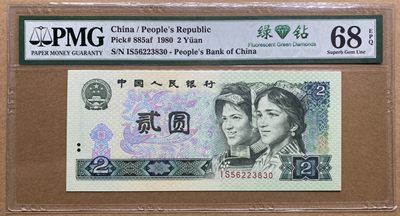 PMG
PAPER MONEY GUARANTY
China / People's Republic
Pick# 885af 1980 2 Yüan
S/N IS56223830 - People's Bank of China
绿 钻
Fluorescent Green Diamonds
68 EPQ
Superb Gem Unc
中国人民银行
贰圆
2
2
IS56223830